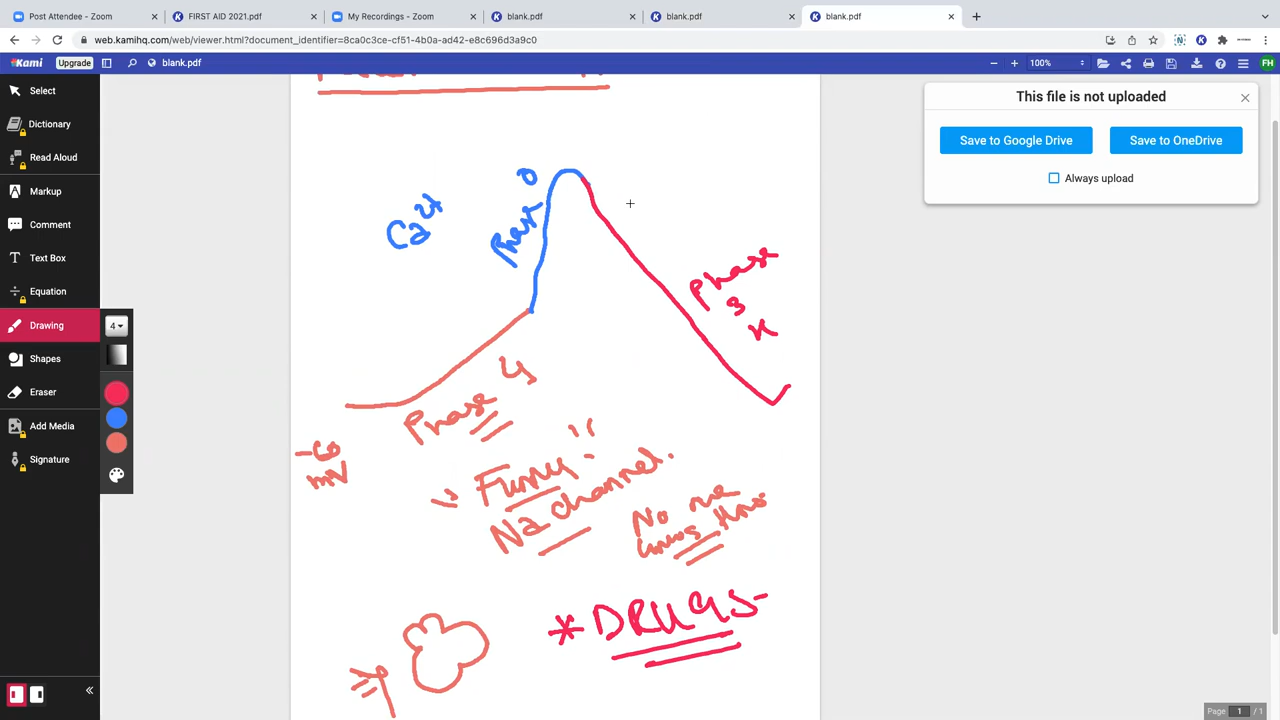 Post Attendee - Zoom
FIRST AID 2021.pdf
My Recordings - Zoom
blank.pdf
blank.pdf
blank.pdf
web.kamihq.com/web/viewer.html?document_identifier=8ca0c3ce-cf51-4b0a-ad42-e8c696d3a9c0
Kami
Upgrade
blank.pdf
100%
FH
Select
Dictionary
Read Aloud
Markup
Comment
Text Box
Equation
Drawing
4
Shapes
Eraser
Add Media
Signature
This file is not uploaded
Save to Google Drive
Save to OneDrive
Always upload
Ca2+
Phase 0
Phase
3
K
Phase 4
-60
mV
"Funny"
Na channel.
No one
knows
*DRUGS
Page 1 / 1